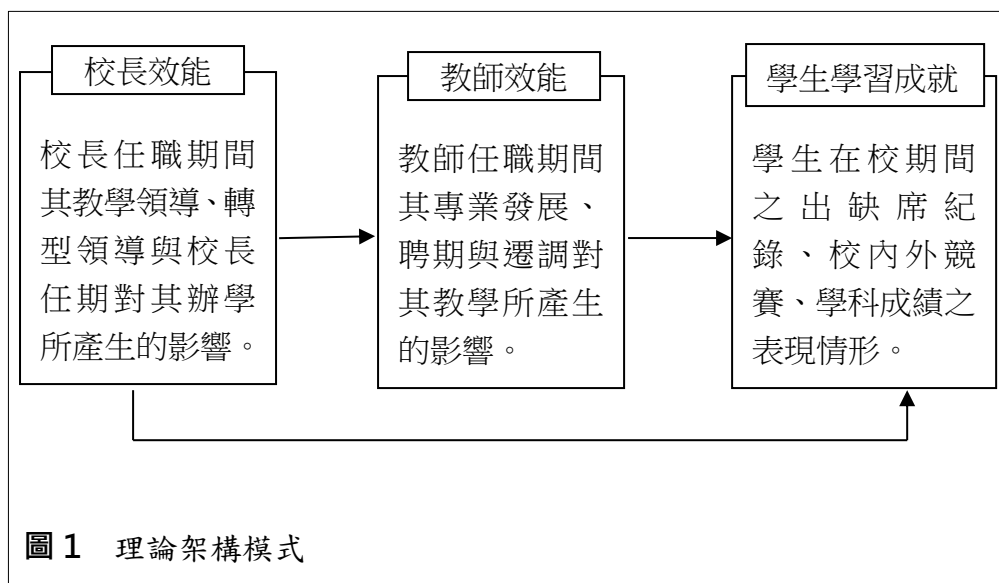 校長效能
校長任職期間
其教學領導、轉
型領導與校長
任期對其辦學
所產生的影響。
教師效能
教師任職期間
其專業發展、
聘期與遷調對
其教學所產生
的影響。
學生學習成就
學生在校期間
之出缺席紀
錄、校內外競
賽、學科成績之
表現情形。
圖1 理論架構模式